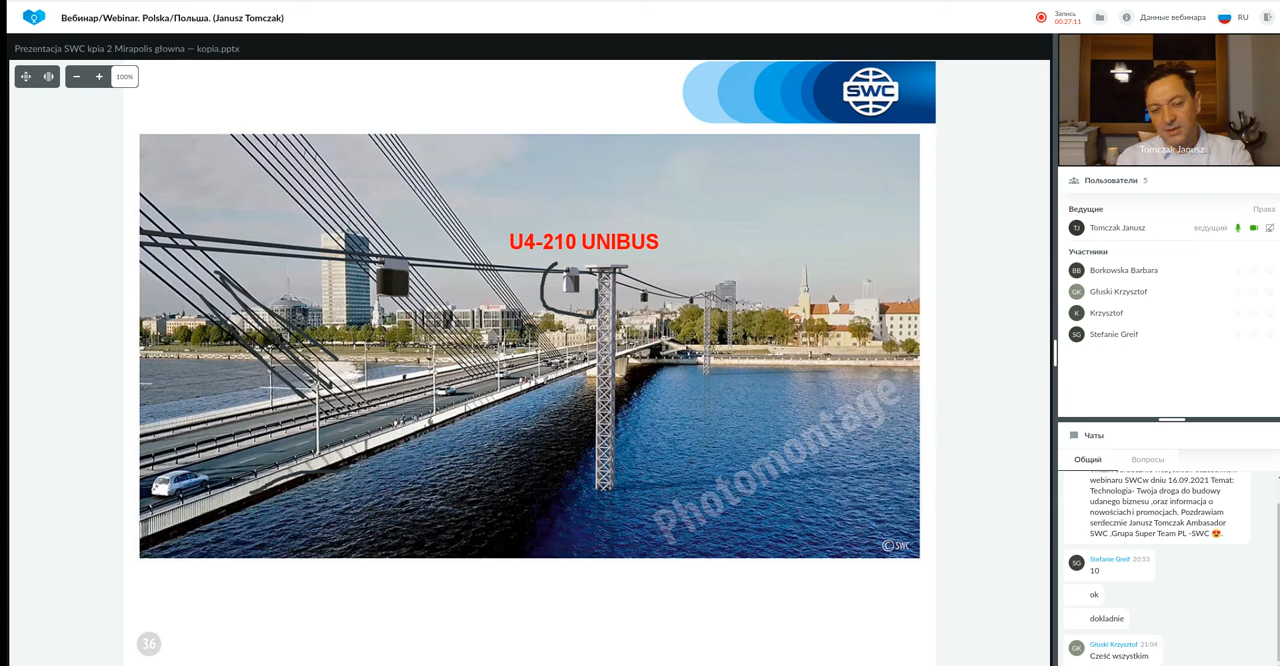 Вебинар/Webinar. Polska/Польша. (Janusz Tomczak)
Запись
00:27:11
Данные вебинара
RU
Prezentacja SWC kpia 2 Mirapolis głowna — kopia.pptx
100%
SWC
U4-210 UNIBUS
Photomontage
© SWC
36
Tomczak Janusz
Пользователи 5
Ведущие
Права
TJ
Tomczak Janusz
ведущий
Участники
BB
Borkowska Barbara
GK
Głuski Krzysztof
K
Krzysztof
SG
Stefanie Greif
Чаты
Общий
Вопросы
webinaru SWCw dniu 16.09.2021 Temat:
Technologia- Twoja droga do budowy
udanego biznesu ,oraz informacja o
nowościach i promocjach. Pozdrawiam
serdecznie Janusz Tomczak Ambasador
SWC ,Grupa Super Team PL -SWC 😍.
SG
Stefanie Greif 20:53
10
ok
dokladnie
GK
Głuski Krzysztof 21:04
Cześć wszystkim